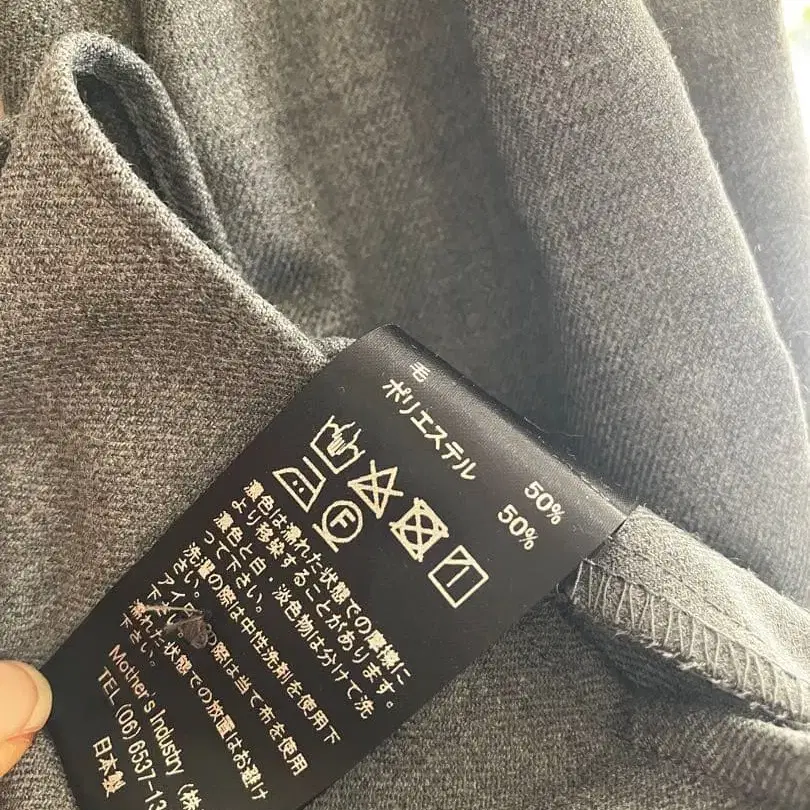 毛 50%
ポリエステル 50%
F
濃色は濡れた状態での摩擦に
より移染することがあります。
濃色と白・淡色物は分けて洗
って下さい。
洗濯の際は中性洗剤を使用下
さい。
の際は当て布を使用
下さい。
濡れた状態での放置はお避け
下さい。
Mother's Industry (株
TEL (06) 6537-13
日本製